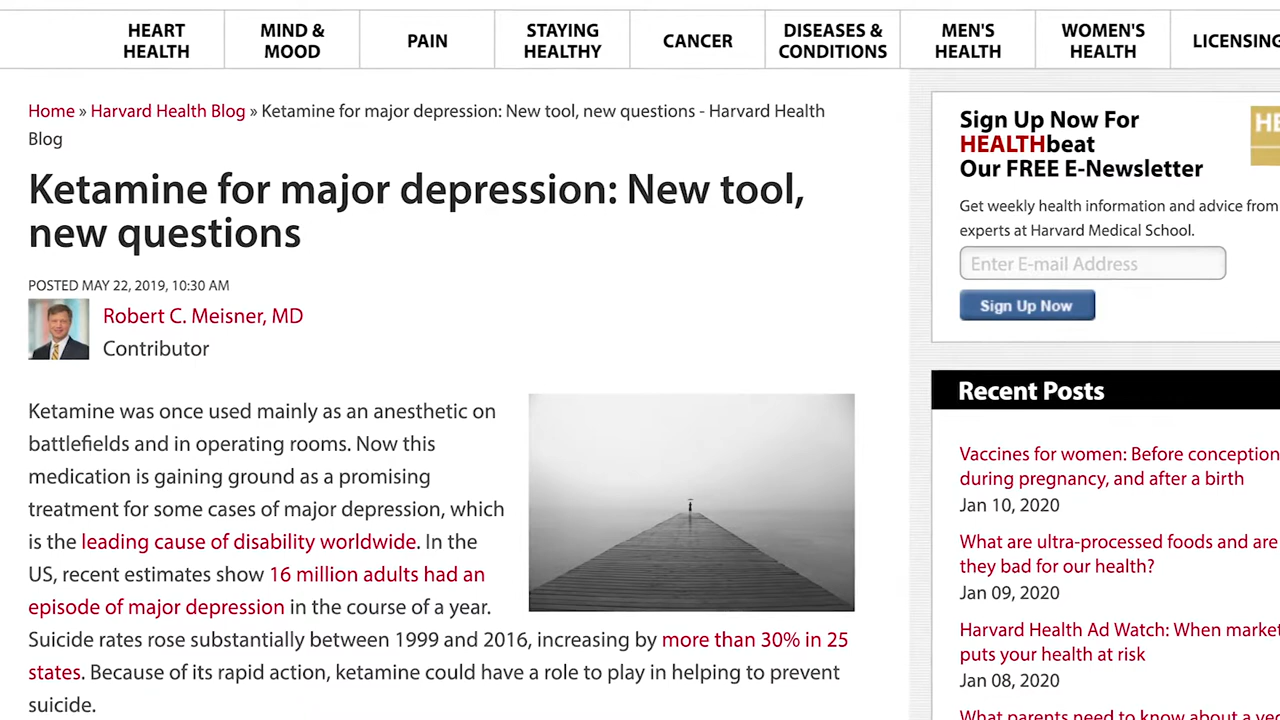 HEART
HEALTH
MIND &
MOOD
PAIN
STAYING
HEALTHY
CANCER
DISEASES &
CONDITIONS
MEN'S
HEALTH
WOMEN'S
HEALTH
LICENSING
Home » Harvard Health Blog » Ketamine for major depression: New tool, new questions - Harvard Health
Blog
Ketamine for major depression: New tool,
new questions
POSTED MAY 22, 2019, 10:30 AM
Robert C. Meisner, MD
Contributor
Ketamine was once used mainly as an anesthetic on
battlefields and in operating rooms. Now this
medication is gaining ground as a promising
treatment for some cases of major depression, which
is the leading cause of disability worldwide. In the
US, recent estimates show 16 million adults had an
episode of major depression in the course of a year.
Suicide rates rose substantially between 1999 and 2016, increasing by more than 30% in 25
states. Because of its rapid action, ketamine could have a role to play in helping to prevent
suicide.
Sign Up Now For
HEALTHbeat
Our FREE E-Newsletter
HE
Get weekly health information and advice from
experts at Harvard Medical School.
Enter E-mail Address
Sign Up Now
Recent Posts
Vaccines for women: Before conception
during pregnancy, and after a birth
Jan 10, 2020
What are ultra-processed foods and are
they bad for our health?
Jan 09, 2020
Harvard Health Ad Watch: When market
puts your health at risk
Jan 08, 2020
What parents need to know about a